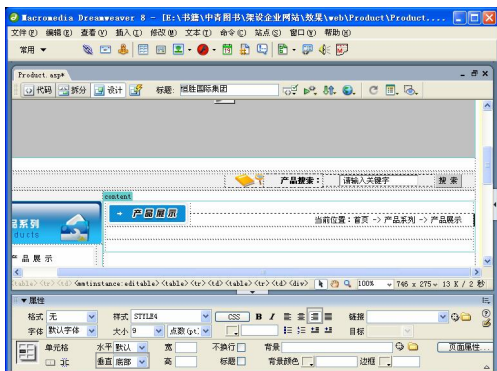 Macromedia Dreamweaver 8 - [E:\书籍\中青图书\架设企业网站\效果\web\Product\Product....
文件(F) 编辑(E) 查看(V) 插入(I) 修改(M) 文本(T) 命令(C) 站点(S) 窗口(W) 帮助(H)
常用
Product.asp*
代码 拆分 设计 标题: 恒胜国际集团
产品搜索: 请输入关键字 搜索
content
产品展示
当前位置:首页 -> 产品系列 -> 产品展示
品系列
ducts
产品展示
<table><tr><td><mmtinstance:editable><table><tr><td><table><tr><td><div> 100% 746 x 275 13 K / 2 秒
属性
格式 无 样式 STYLE4 CSS B I 链接
字体 默认字体 大小 9 点数(pt) 目标
单元格 水平 默认 宽 不换行 背景 页面属性...
垂直 底部 高 标题 背景颜色 边框